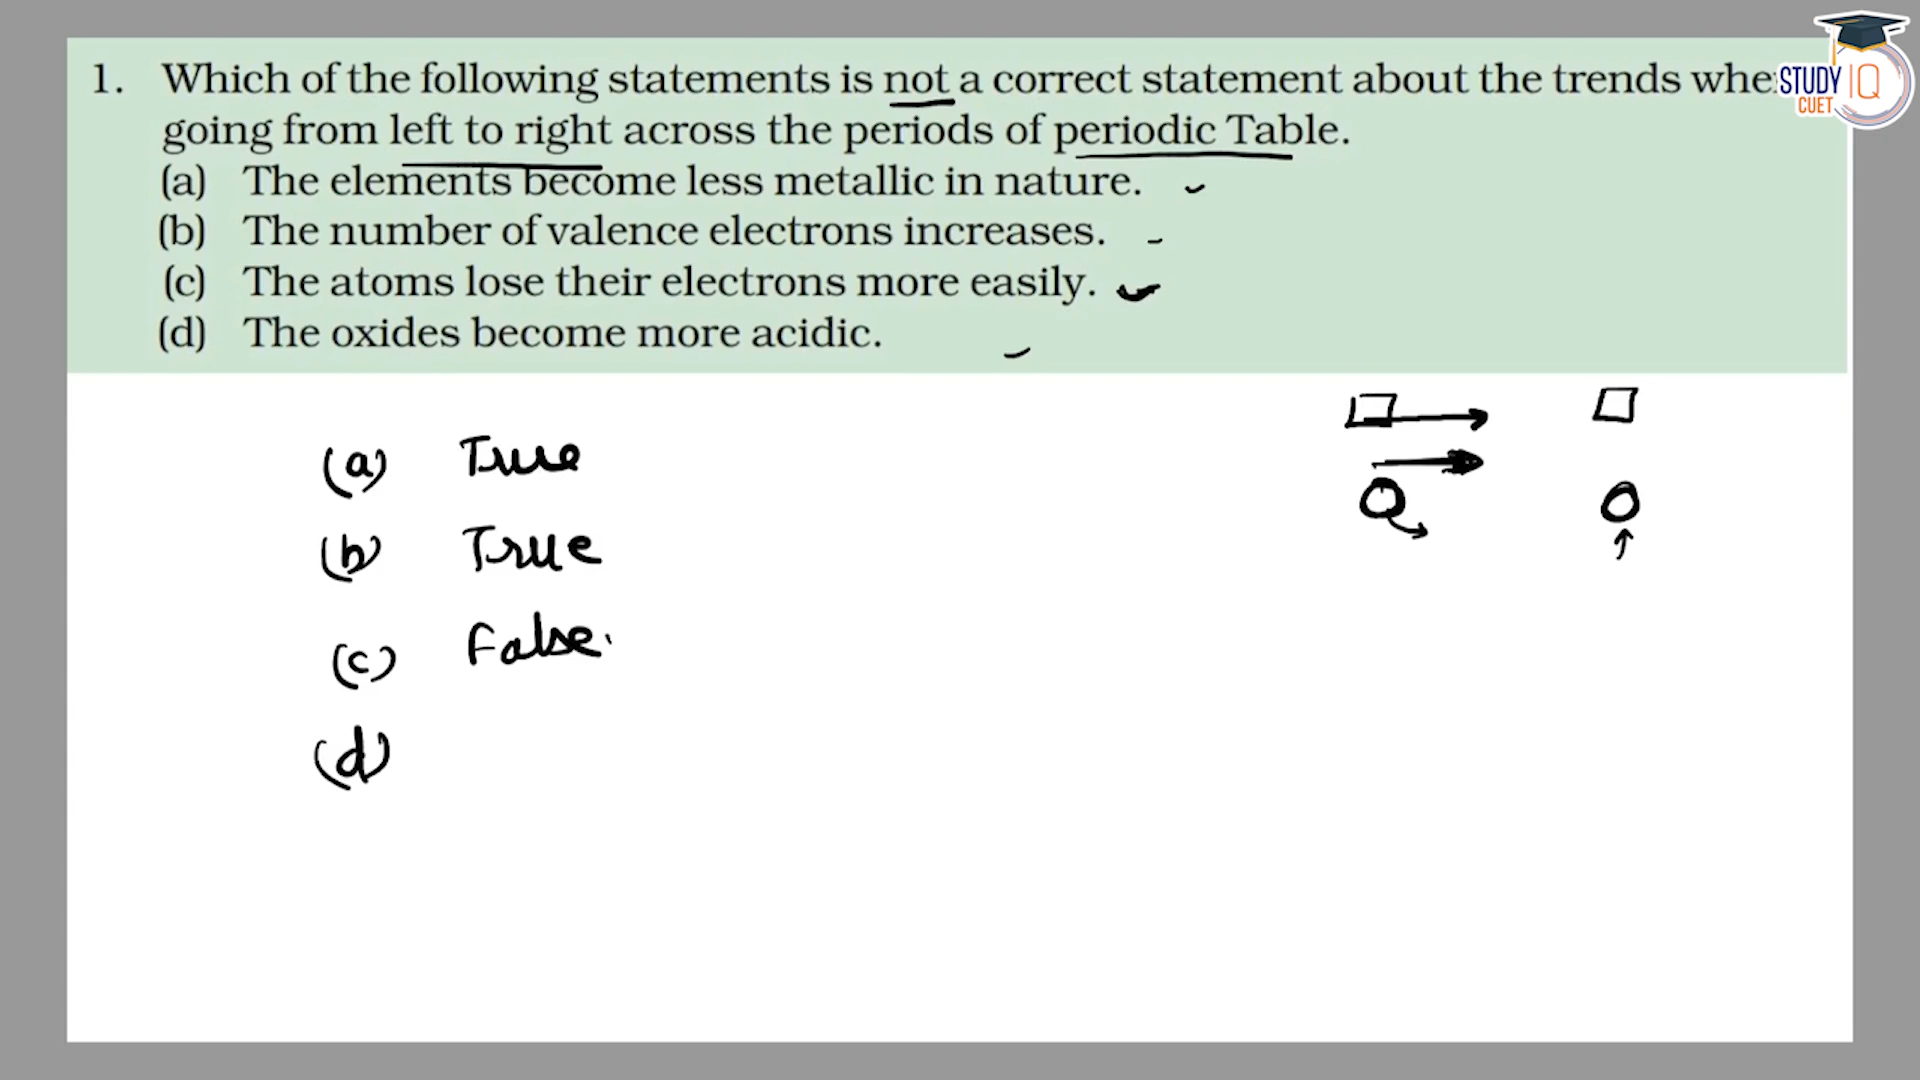 1. Which of the following statements is not a correct statement about the trends whe
going from left to right across the periods of periodic Table.
(a) The elements become less metallic in nature.
(b) The number of valence electrons increases.
(c) The atoms lose their electrons more easily.
(d) The oxides become more acidic.
STUDY IQ
CUET
(a) True
(b) True
(c) False.
(d)